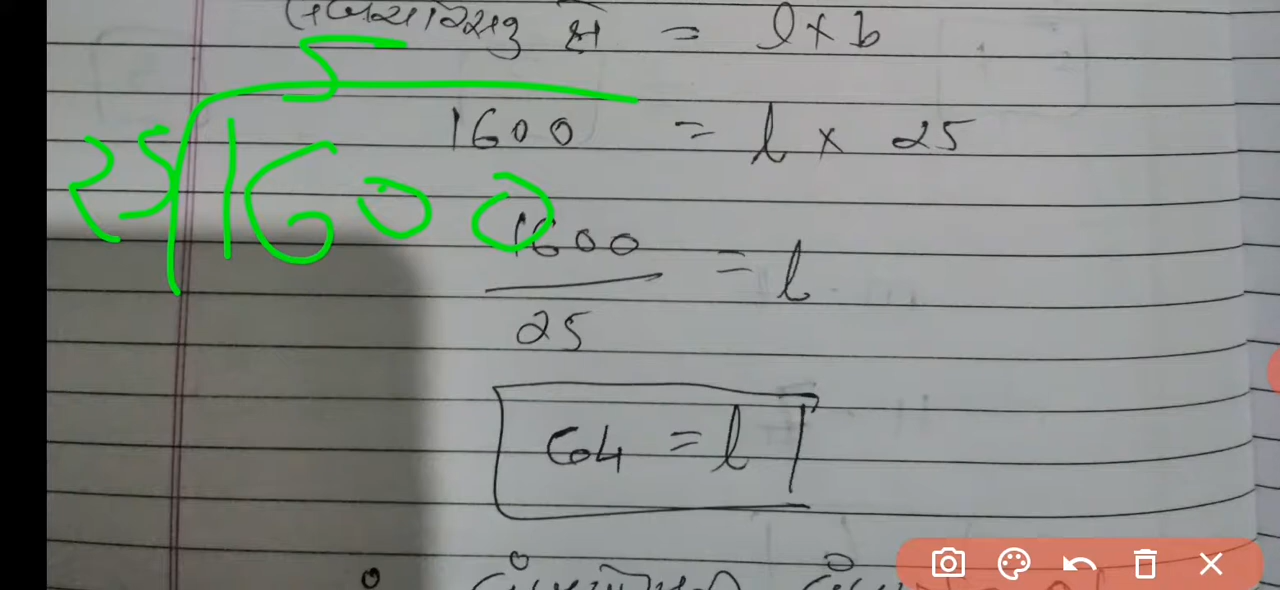 = l × b
1600 = l × 25
25 1600
1600
25 = l
64 = l